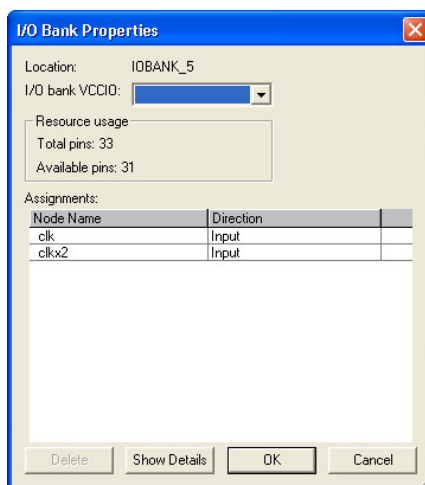 I/O Bank Properties
Location: IOBANK_5
I/O bank VCCIO:
Resource usage
Total pins: 33
Available pins: 31
Assignments:
Node Name Direction
clk Input
clkx2 Input
Delete Show Details OK Cancel